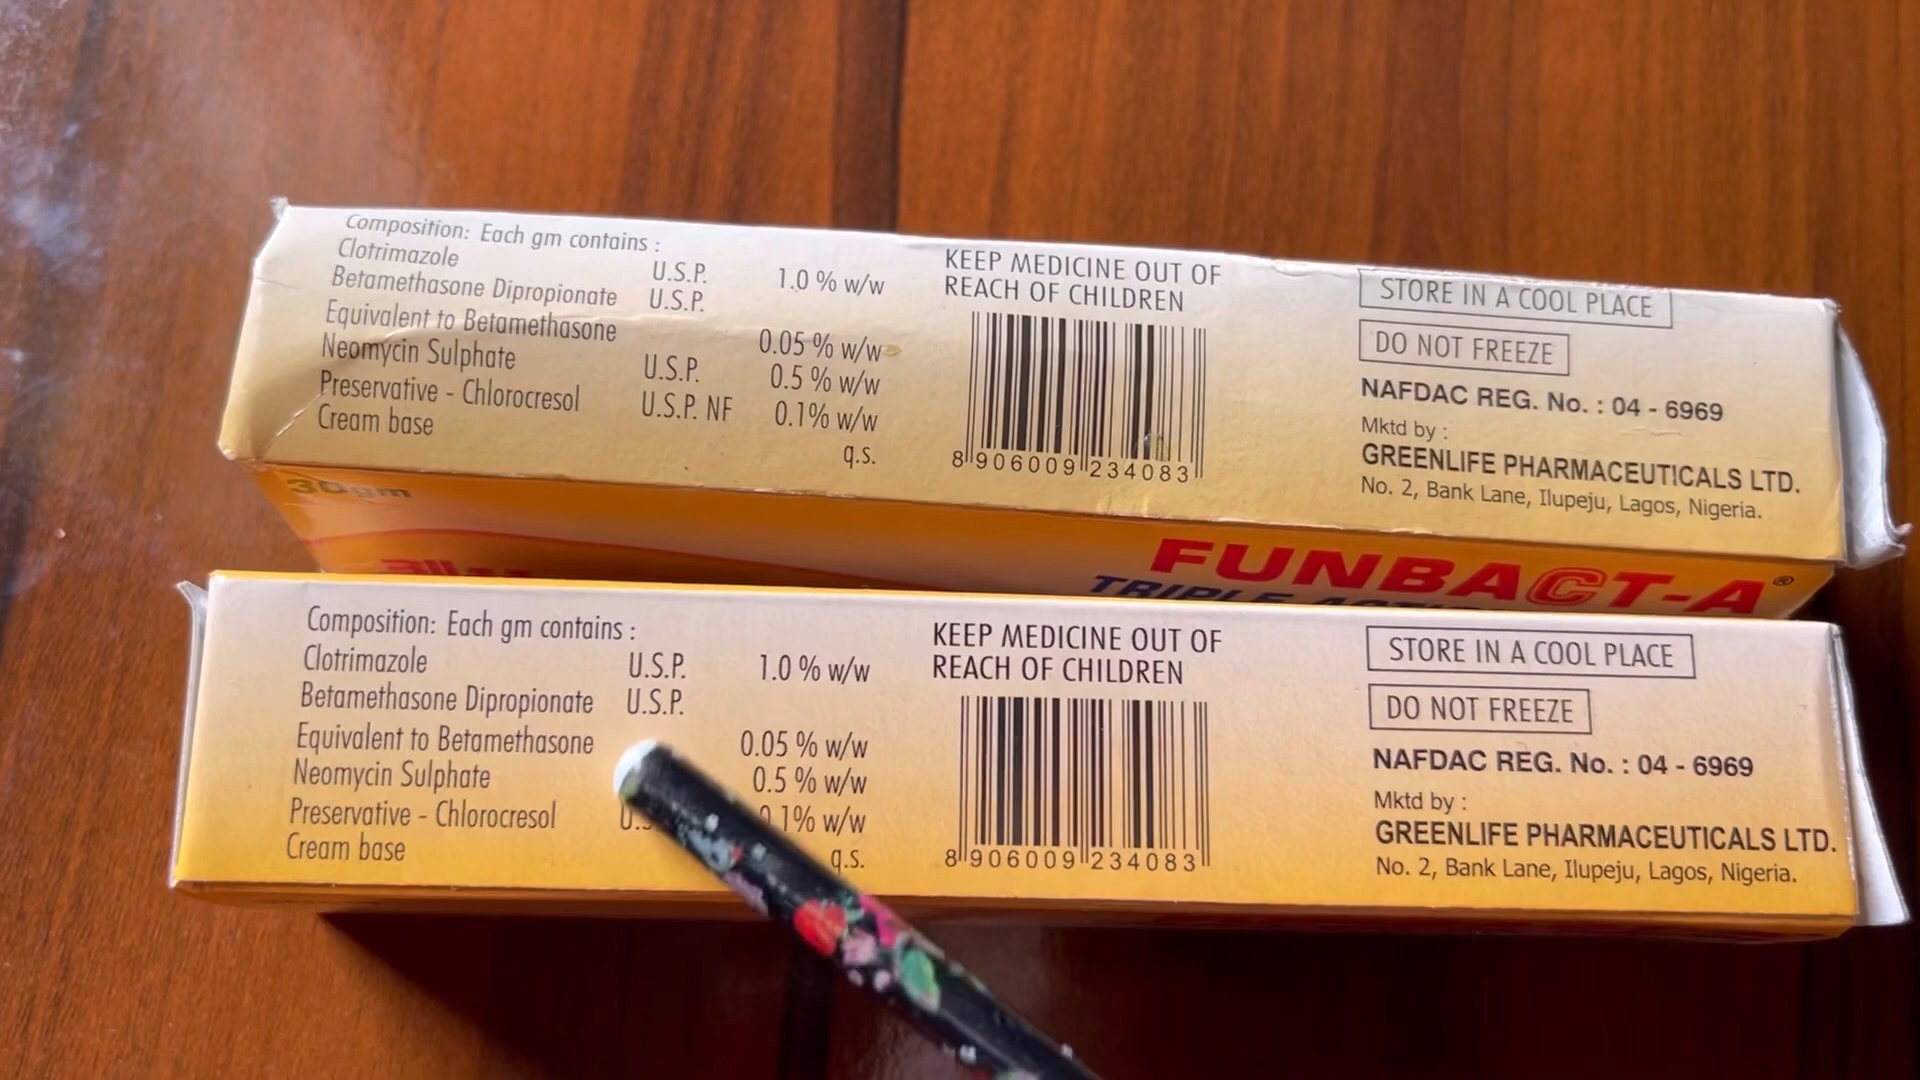 Composition: Each gm contains :
Clotrimazole U.S.P. 1.0 % w/w
Betamethasone Dipropionate U.S.P.
Equivalent to Betamethasone 0.05 % w/w
Neomycin Sulphate U.S.P. 0.5 % w/w
Preservative - Chlorocresol U.S.P. NF 0.1% w/w
Cream base q.s.
KEEP MEDICINE OUT OF
REACH OF CHILDREN
8 906009 234083
STORE IN A COOL PLACE
DO NOT FREEZE
NAFDAC REG. No. : 04 - 6969
Mktd by :
GREENLIFE PHARMACEUTICALS LTD.
No. 2, Bank Lane, Ilupeju, Lagos, Nigeria.
30gm
FUNBACT-A®
TRIPLE
Composition: Each gm contains :
Clotrimazole U.S.P. 1.0 % w/w
Betamethasone Dipropionate U.S.P.
Equivalent to Betamethasone 0.05 % w/w
Neomycin Sulphate 0.5 % w/w
Preservative - Chlorocresol 1% w/w
Cream base q.s.
KEEP MEDICINE OUT OF
REACH OF CHILDREN
8 906009 234083
STORE IN A COOL PLACE
DO NOT FREEZE
NAFDAC REG. No. : 04 - 6969
Mktd by :
GREENLIFE PHARMACEUTICALS LTD.
No. 2, Bank Lane, Ilupeju, Lagos, Nigeria.